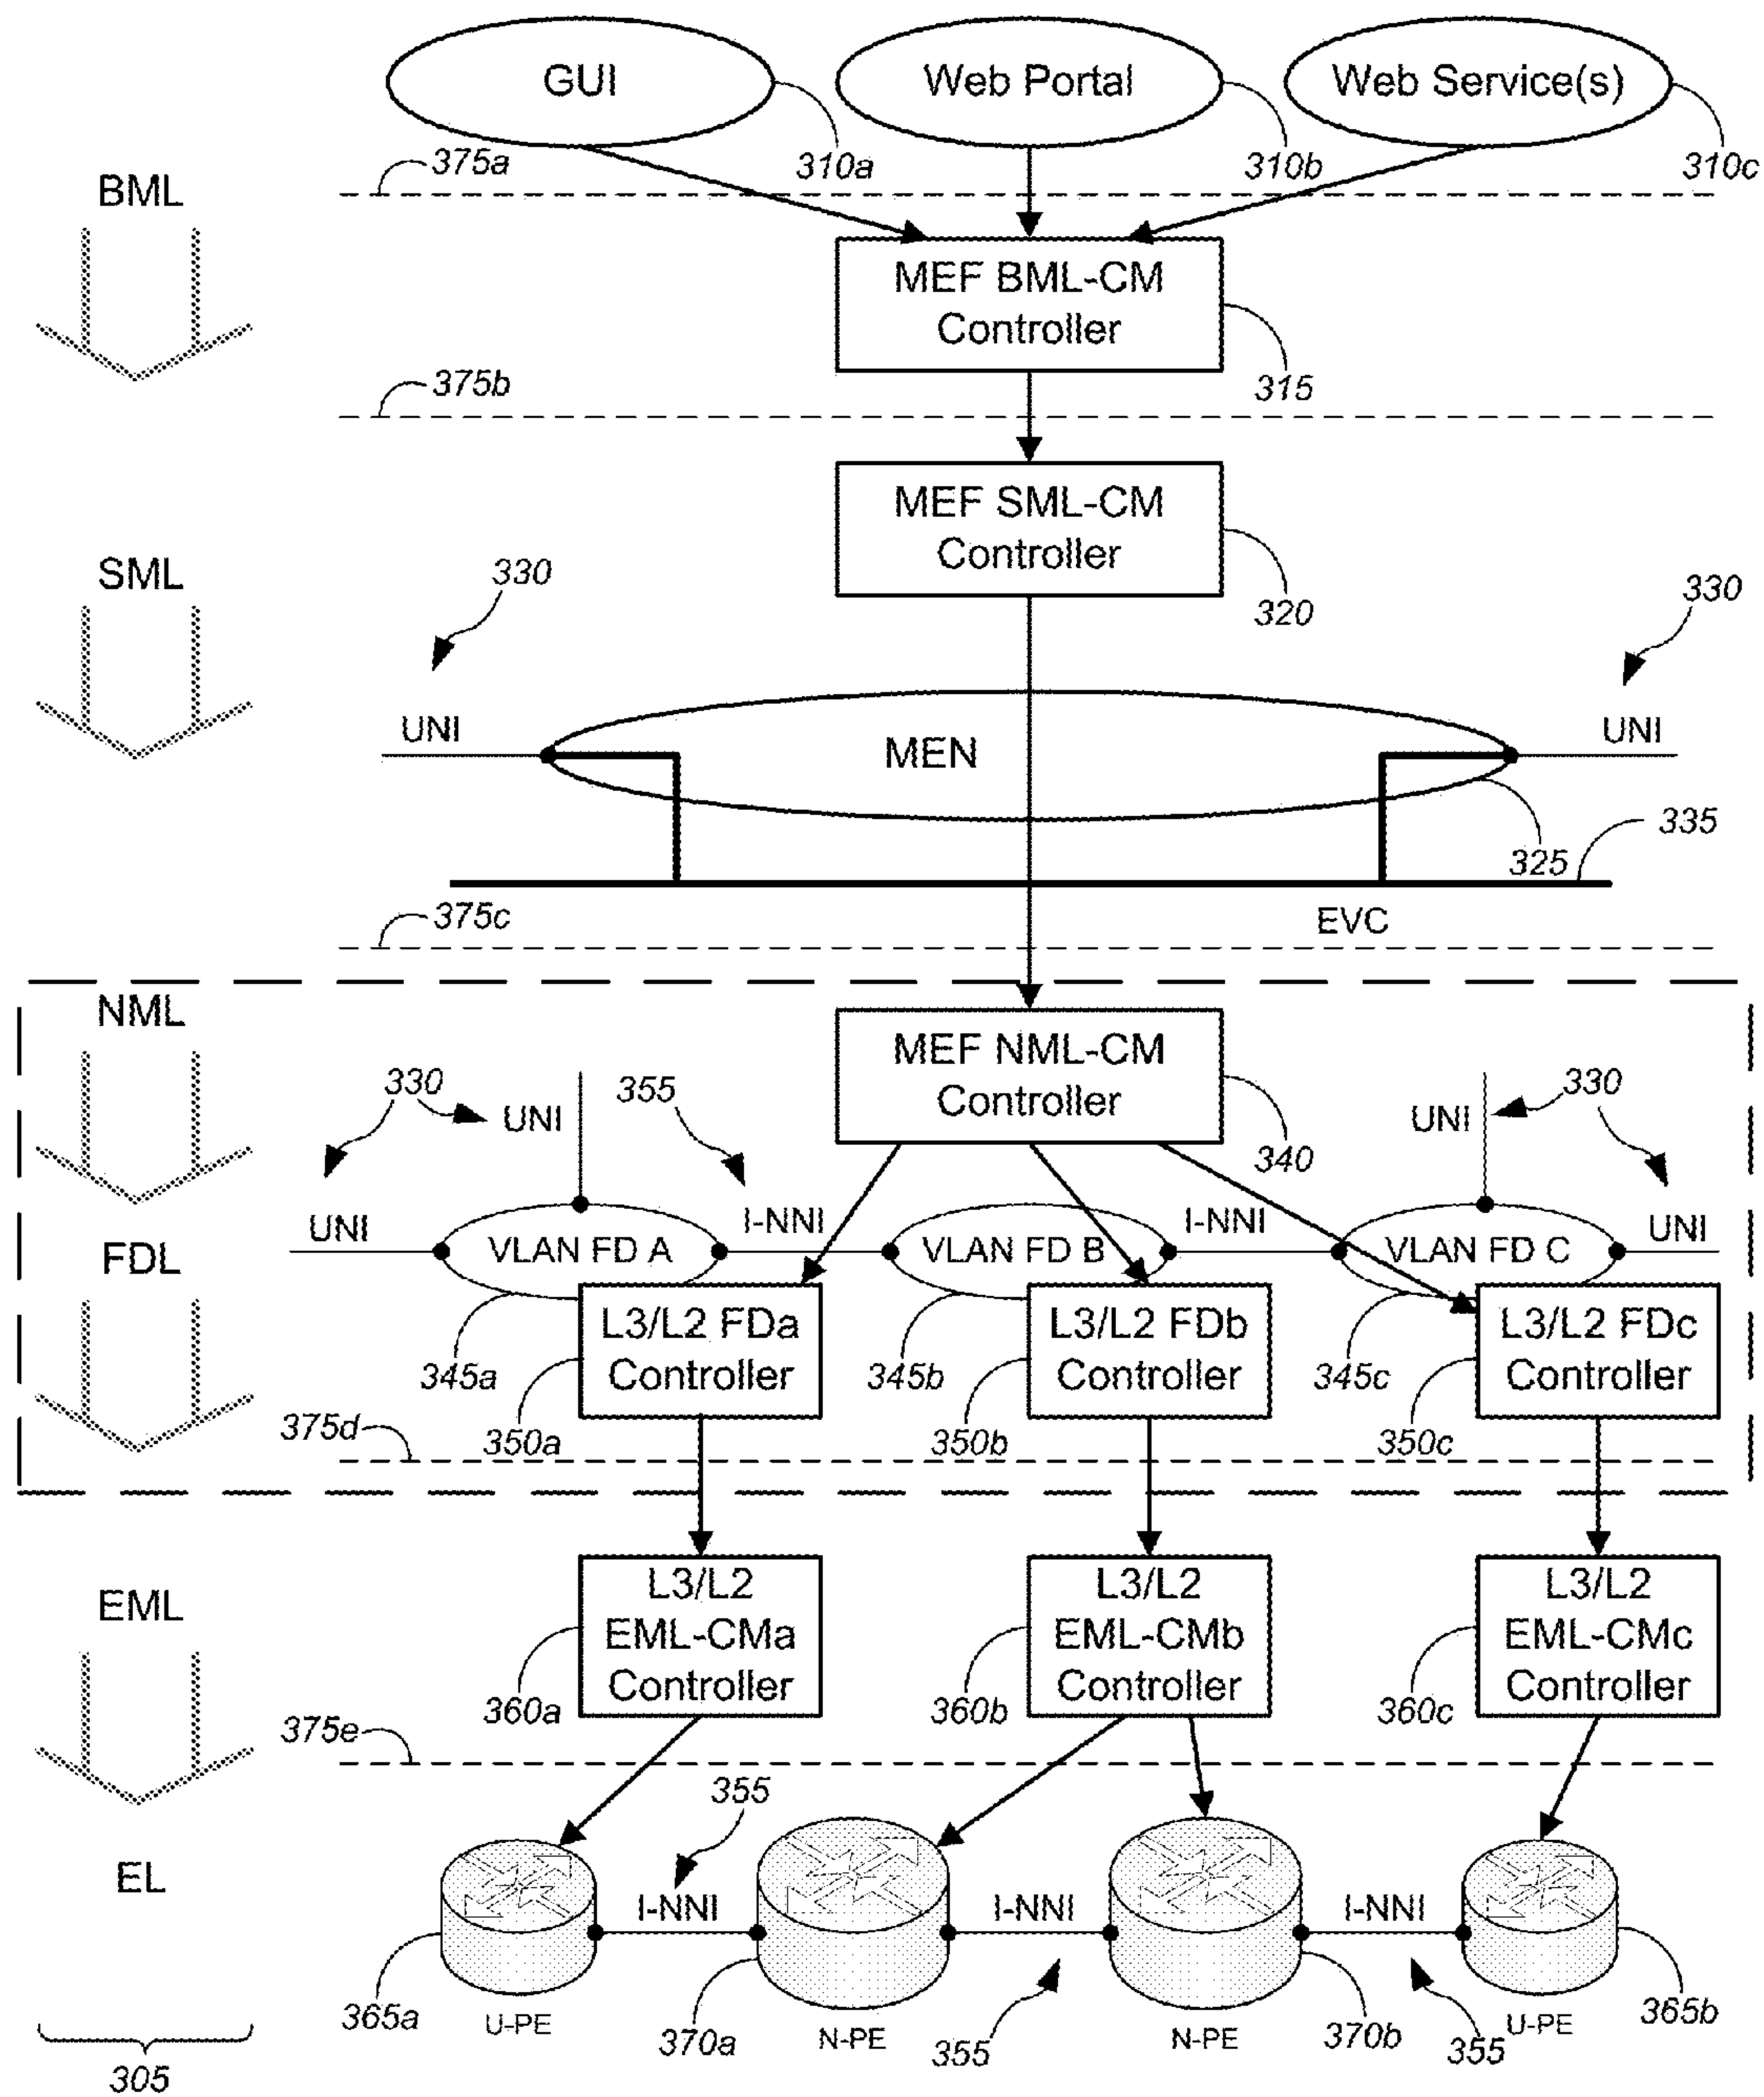 GUI
Web Portal
Web Service(s)
375a
310a
310b
310c
BML
MEF BML-CM
Controller
375b
315
MEF SML-CM
Controller
SML
330
320
330
UNI
MEN
UNI
335
325
375c
EVC
NML
MEF NML-CM
Controller
330
355
UNI
UNI
330
340
UNI
I-NNI
I-NNI
UNI
FDL
VLAN FD A
VLAN FD B
VLAN FD C
L3/L2 FDa
Controller
L3/L2 FDb
Controller
L3/L2 FDc
Controller
345a
345b
345c
375d
350a
350b
350c
EML
L3/L2
EML-CMa
Controller
L3/L2
EML-CMb
Controller
L3/L2
EML-CMc
Controller
360a
360b
360c
375e
355
EL
I-NNI
I-NNI
I-NNI
365a
U-PE
370a
N-PE
355
N-PE
370b
355
U-PE
365b
305